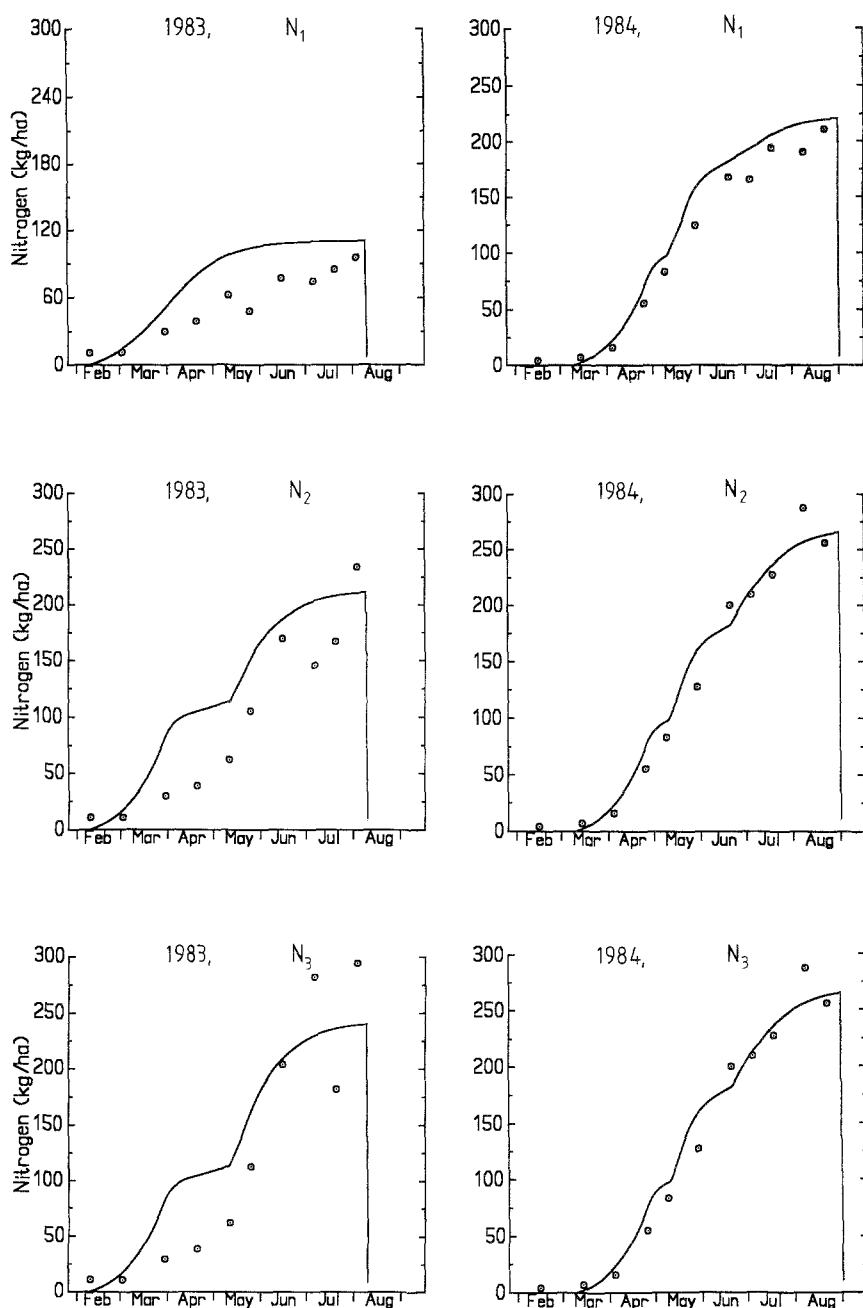 1983, N₁
Nitrogen (kg/ha)
300
240
180
120
60
0
Feb Mar Apr May Jun Jul Aug
1984, N₁
300
250
200
150
100
50
0
Feb Mar Apr May Jun Jul Aug
1983, N₂
Nitrogen (kg/ha)
300
250
200
150
100
50
0
Feb Mar Apr May Jun Jul Aug
1984, N₂
300
250
200
150
100
50
0
Feb Mar Apr May Jun Jul Aug
1983, N₃
Nitrogen (kg/ha)
300
250
200
150
100
50
0
Feb Mar Apr May Jun Jul Aug
1984, N₃
300
250
200
150
100
50
0
Feb Mar Apr May Jun Jul Aug